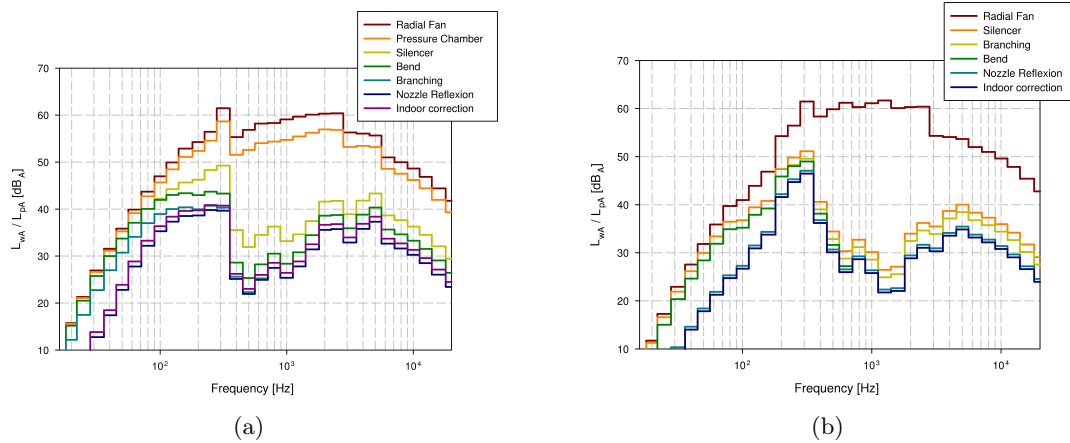 Radial Fan
Pressure Chamber
Silencer
Bend
Branching
Nozzle Reflexion
Indoor correction
70
60
50
40
30
20
10
L_wA / L_pA [dB_A]
10^2
10^3
10^4
Frequency [Hz]
(a)
Radial Fan
Silencer
Branching
Bend
Nozzle Reflexion
Indoor correction
70
60
50
40
30
20
10
L_wA / L_pA [dB_A]
10^2
10^3
10^4
Frequency [Hz]
(b)